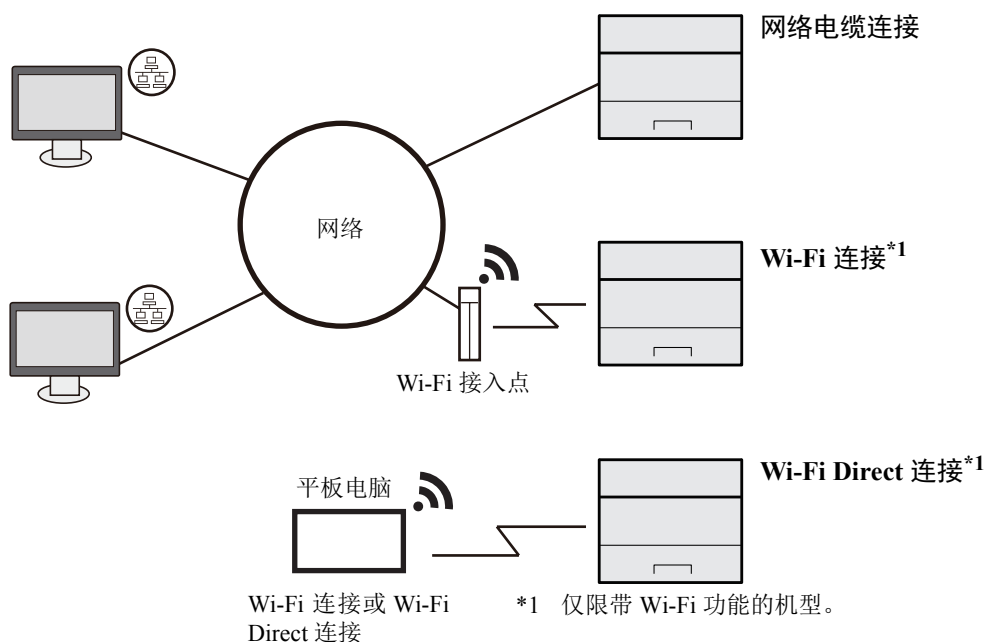 网络电缆连接
网络
Wi-Fi 连接*1
Wi-Fi 接入点
Wi-Fi Direct 连接*1
平板电脑
Wi-Fi 连接或 Wi-Fi
Direct 连接
*1 仅限带 Wi-Fi 功能的机型。